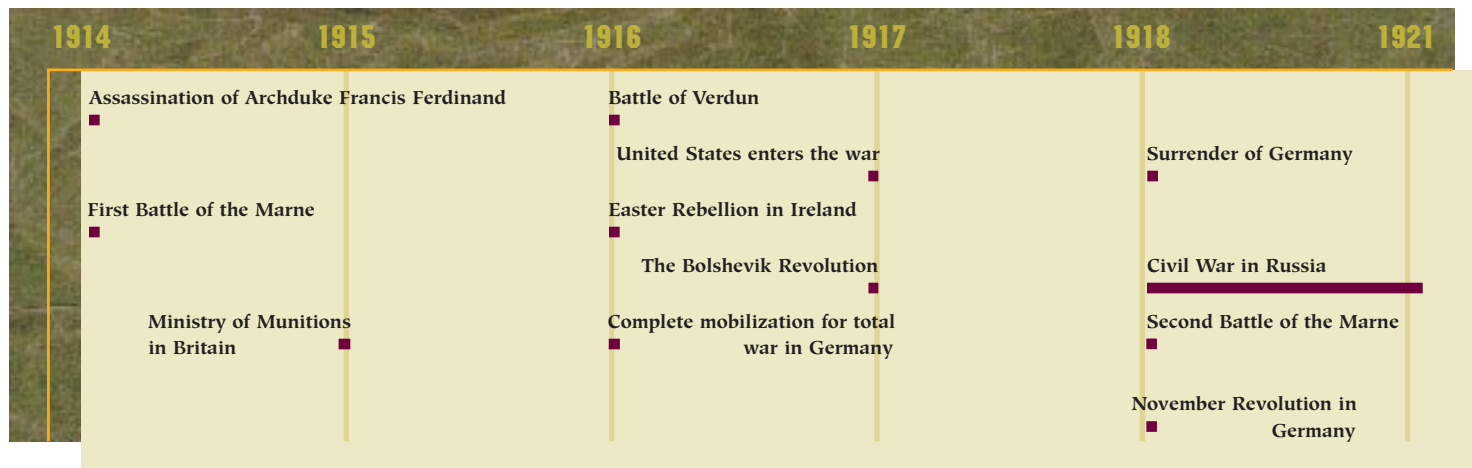 1914 1915 1916 1917 1918 1921
Assassination of Archduke Francis Ferdinand
Battle of Verdun
United States enters the war
Surrender of Germany
First Battle of the Marne
Easter Rebellion in Ireland
The Bolshevik Revolution
Civil War in Russia
Ministry of Munitions
in Britain
Complete mobilization for total
war in Germany
Second Battle of the Marne
November Revolution in
Germany